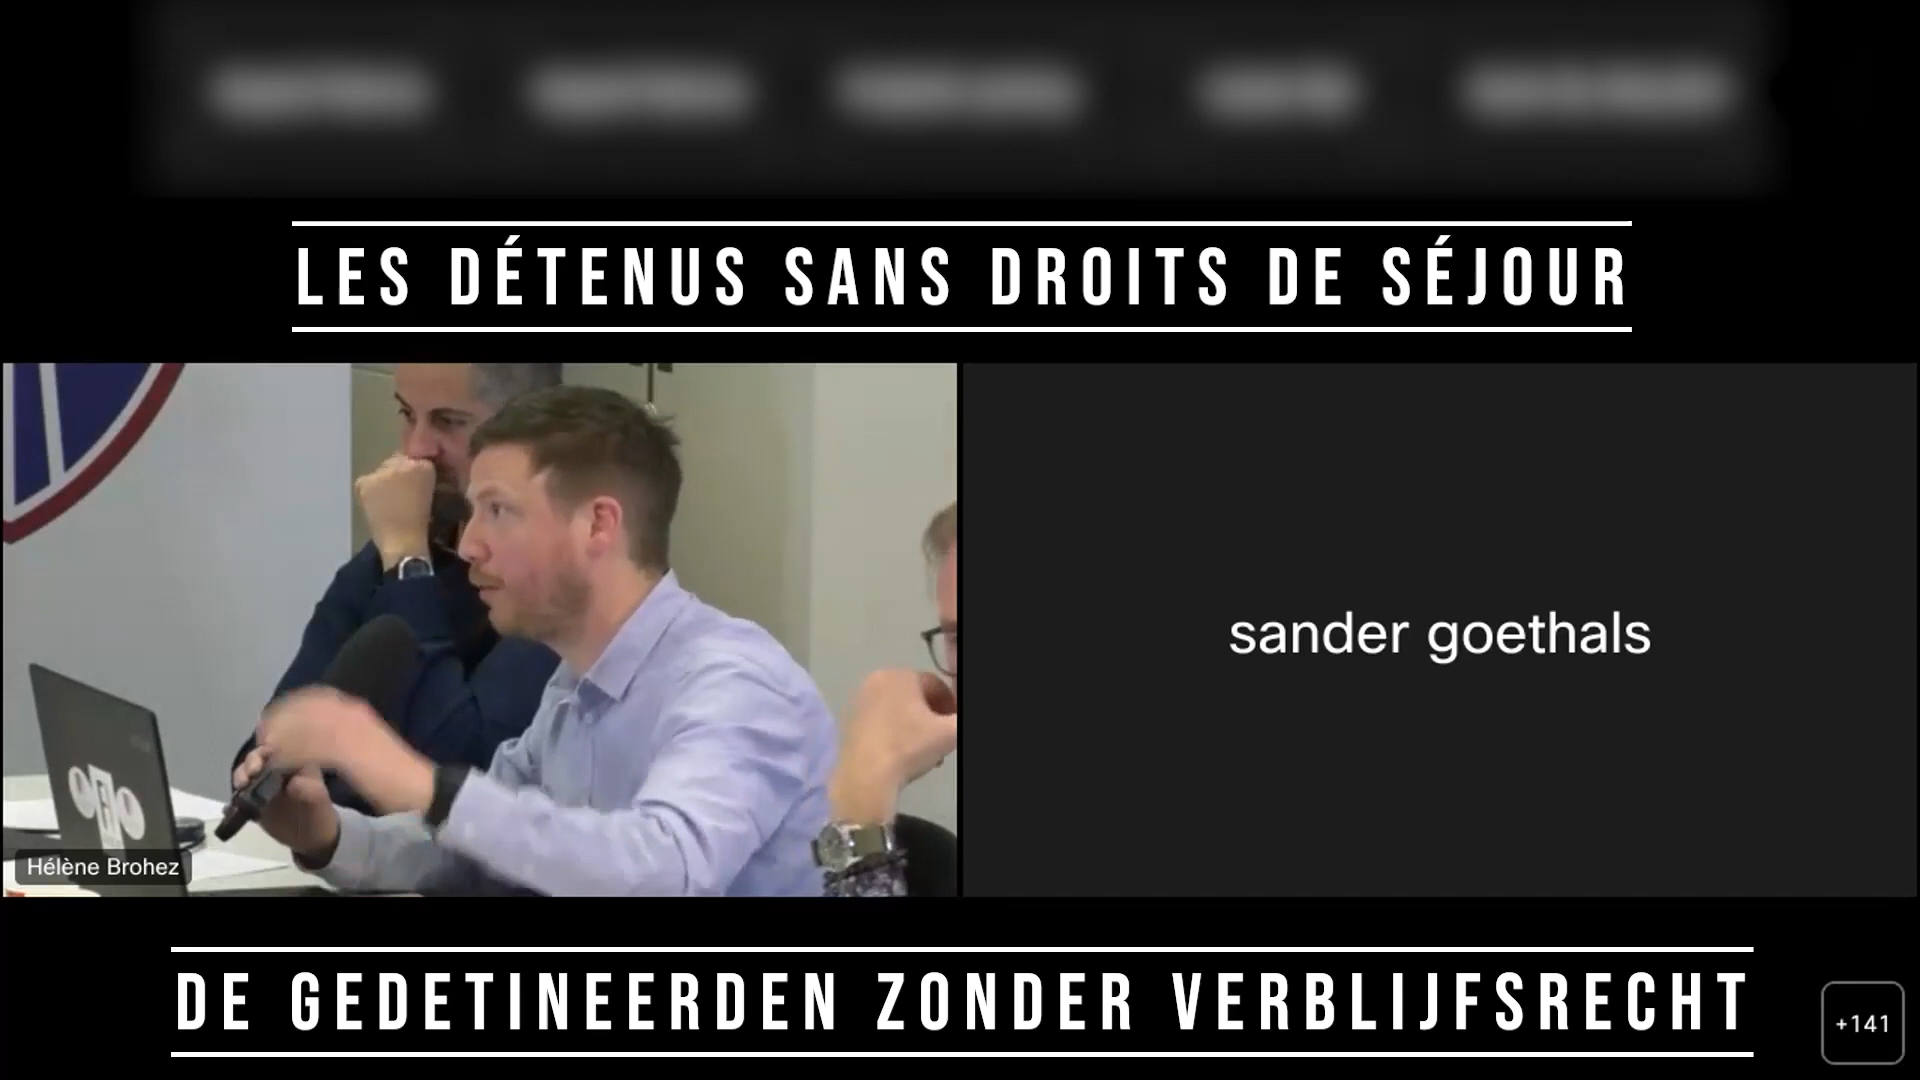 LES DÉTENUS SANS DROITS DE SÉJOUR
sander goethals
Hélène Brohez
DE GEDETINEERDEN ZONDER VERBLIJFSRECHT
+141